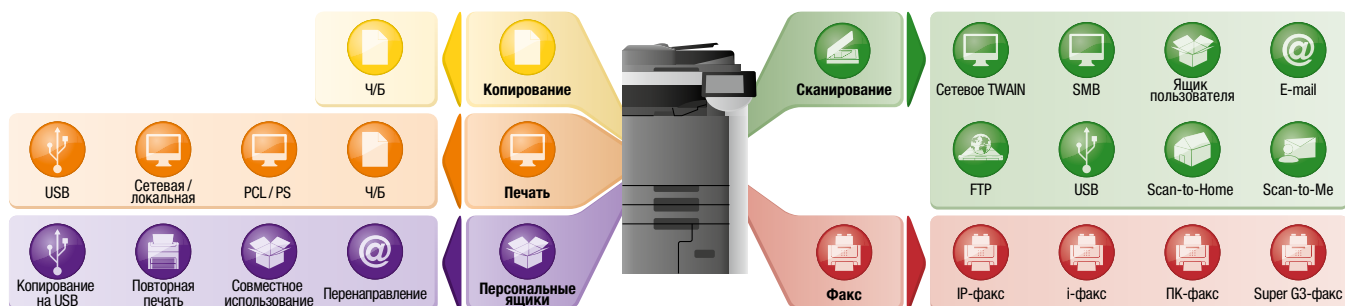 Ч/Б
Копирование
USB
Сетевая /
локальная
PCL / PS
Ч/Б
Печать
Копирование
на USB
Повторная
печать
Совместное
использование
Перенаправление
Персональные
ящики
Сканирование
Сетевое TWAIN
SMB
Ящик
пользователя
E-mail
FTP
USB
Scan-to-Home
Scan-to-Me
Факс
IP-факс
i-факс
ПК-факс
Super G3-факс